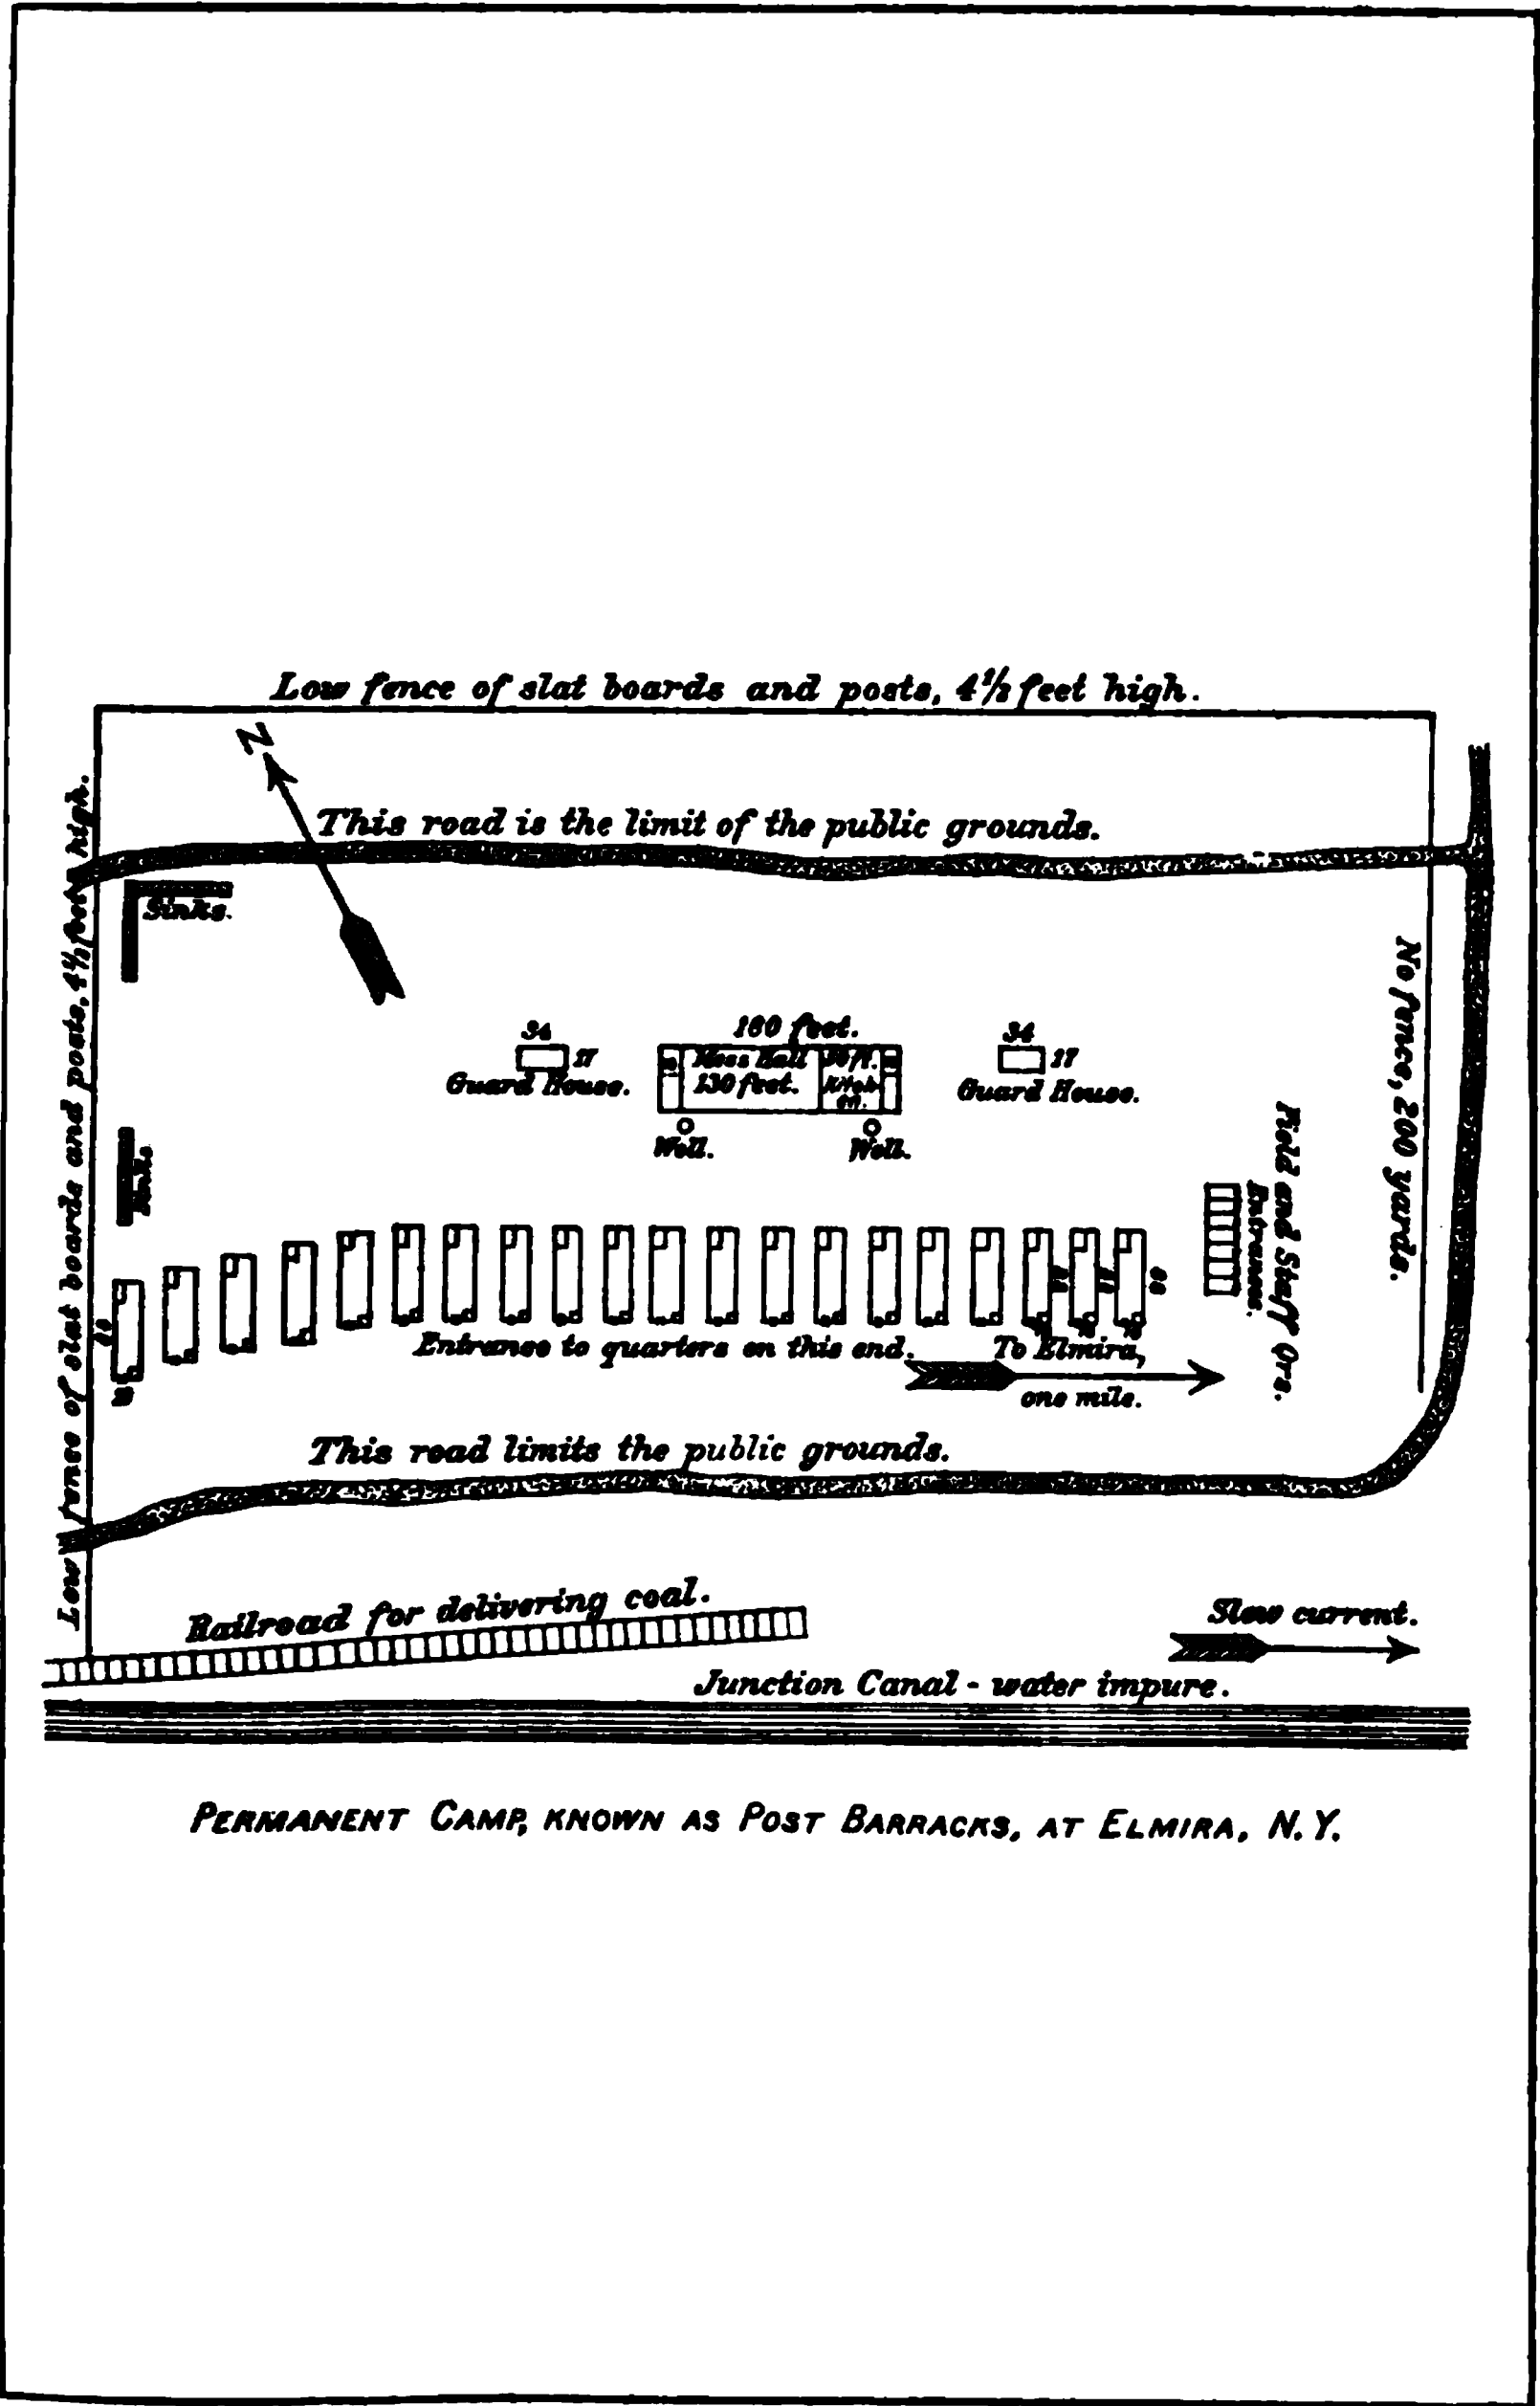 Low fence of slat boards and posts, 4½ feet high.
N
Low fence of slat boards and posts, 4½ feet high.
This road is the limit of the public grounds.
Sinks.
34
17
Guard House.
160 feet.
Mess Hall
130 feet.
Well.
Well.
34
17
Guard House.
No fence, 200 yards.
Field and Staff Qrs.
Entrance.
Sinks
Entrance to quarters on this end.
To Elmira,
one mile.
This road limits the public grounds.
Railroad for delivering coal.
Slow current.
Junction Canal - water impure.
PERMANENT CAMP, KNOWN AS POST BARRACKS, AT ELMIRA, N.Y.